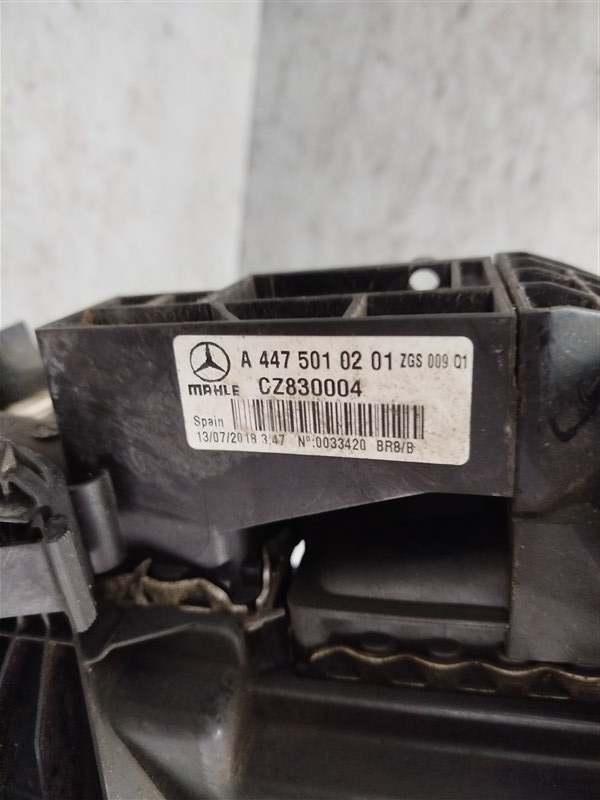 A 447 501 02 01 ZGS 009 Q1
MAHLE CZ830004
Spain
13/07/2018 3:47 Nº:0033420 BR8/B